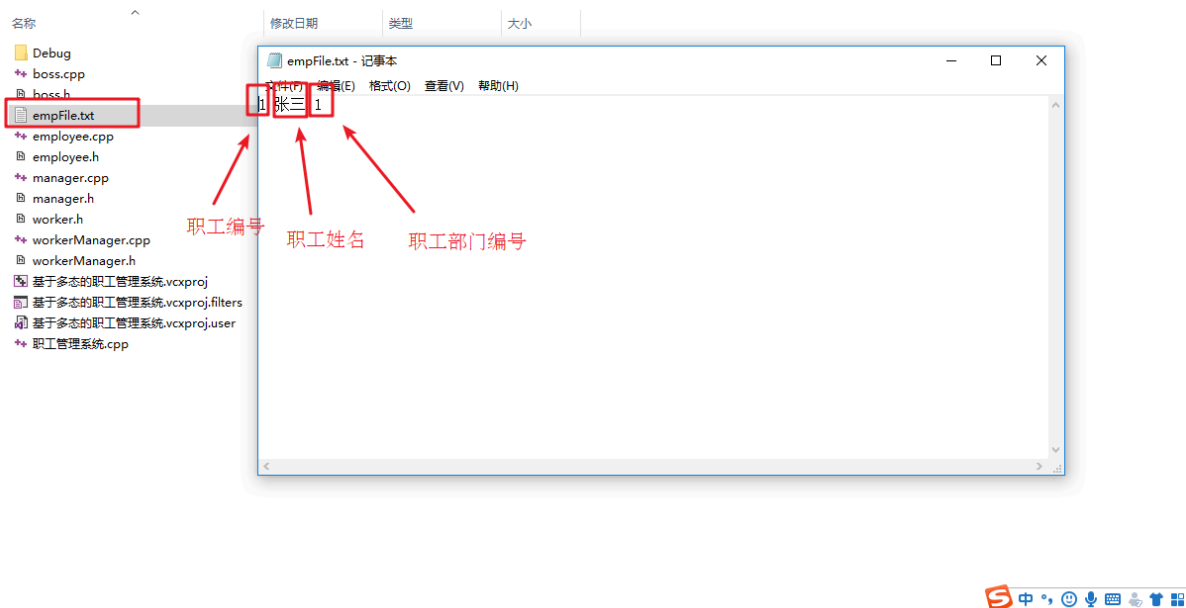 名称 修改日期 类型 大小
Debug
boss.cpp
boss.h
empFile.txt
employee.cpp
employee.h
manager.cpp
manager.h
worker.h
workerManager.cpp
workerManager.h
基于多态的职工管理系统.vcxproj
基于多态的职工管理系统.vcxproj.filters
基于多态的职工管理系统.vcxproj.user
职工管理系统.cpp
empFile.txt - 记事本
文件(F) 编辑(E) 格式(O) 查看(V) 帮助(H)
1 张三 1
职工编号
职工姓名
职工部门编号
S 中